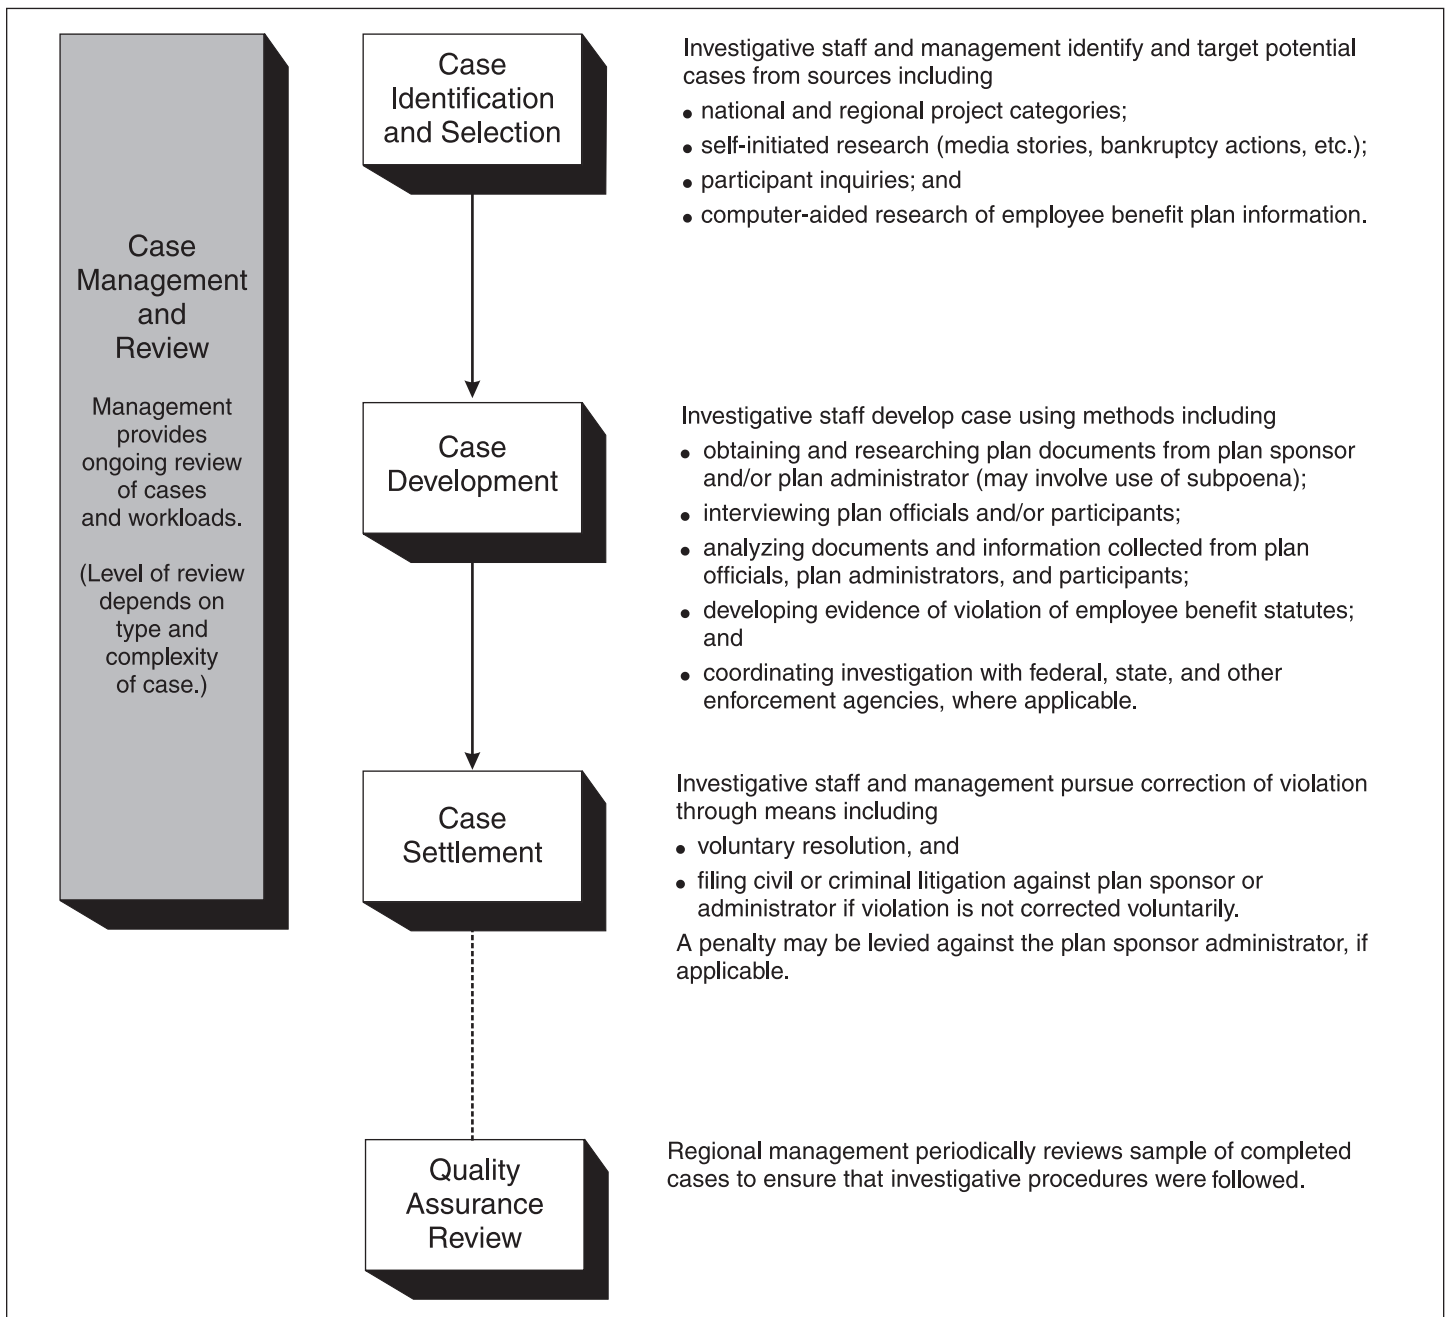 Case
Management
and
Review
Management
provides
ongoing review
of cases
and workloads.
(Level of review
depends on
type and
complexity
of case.)
Case
Identification
and Selection
Investigative staff and management identify and target potential
cases from sources including
• national and regional project categories;
• self-initiated research (media stories, bankruptcy actions, etc.);
• participant inquiries; and
• computer-aided research of employee benefit plan information.
Case
Development
Investigative staff develop case using methods including
• obtaining and researching plan documents from plan sponsor
and/or plan administrator (may involve use of subpoena);
• interviewing plan officials and/or participants;
• analyzing documents and information collected from plan
officials, plan administrators, and participants;
• developing evidence of violation of employee benefit statutes;
and
• coordinating investigation with federal, state, and other
enforcement agencies, where applicable.
Case
Settlement
Investigative staff and management pursue correction of violation
through means including
• voluntary resolution, and
• filing civil or criminal litigation against plan sponsor or
administrator if violation is not corrected voluntarily.
A penalty may be levied against the plan sponsor administrator, if
applicable.
Quality
Assurance
Review
Regional management periodically reviews sample of completed
cases to ensure that investigative procedures were followed.